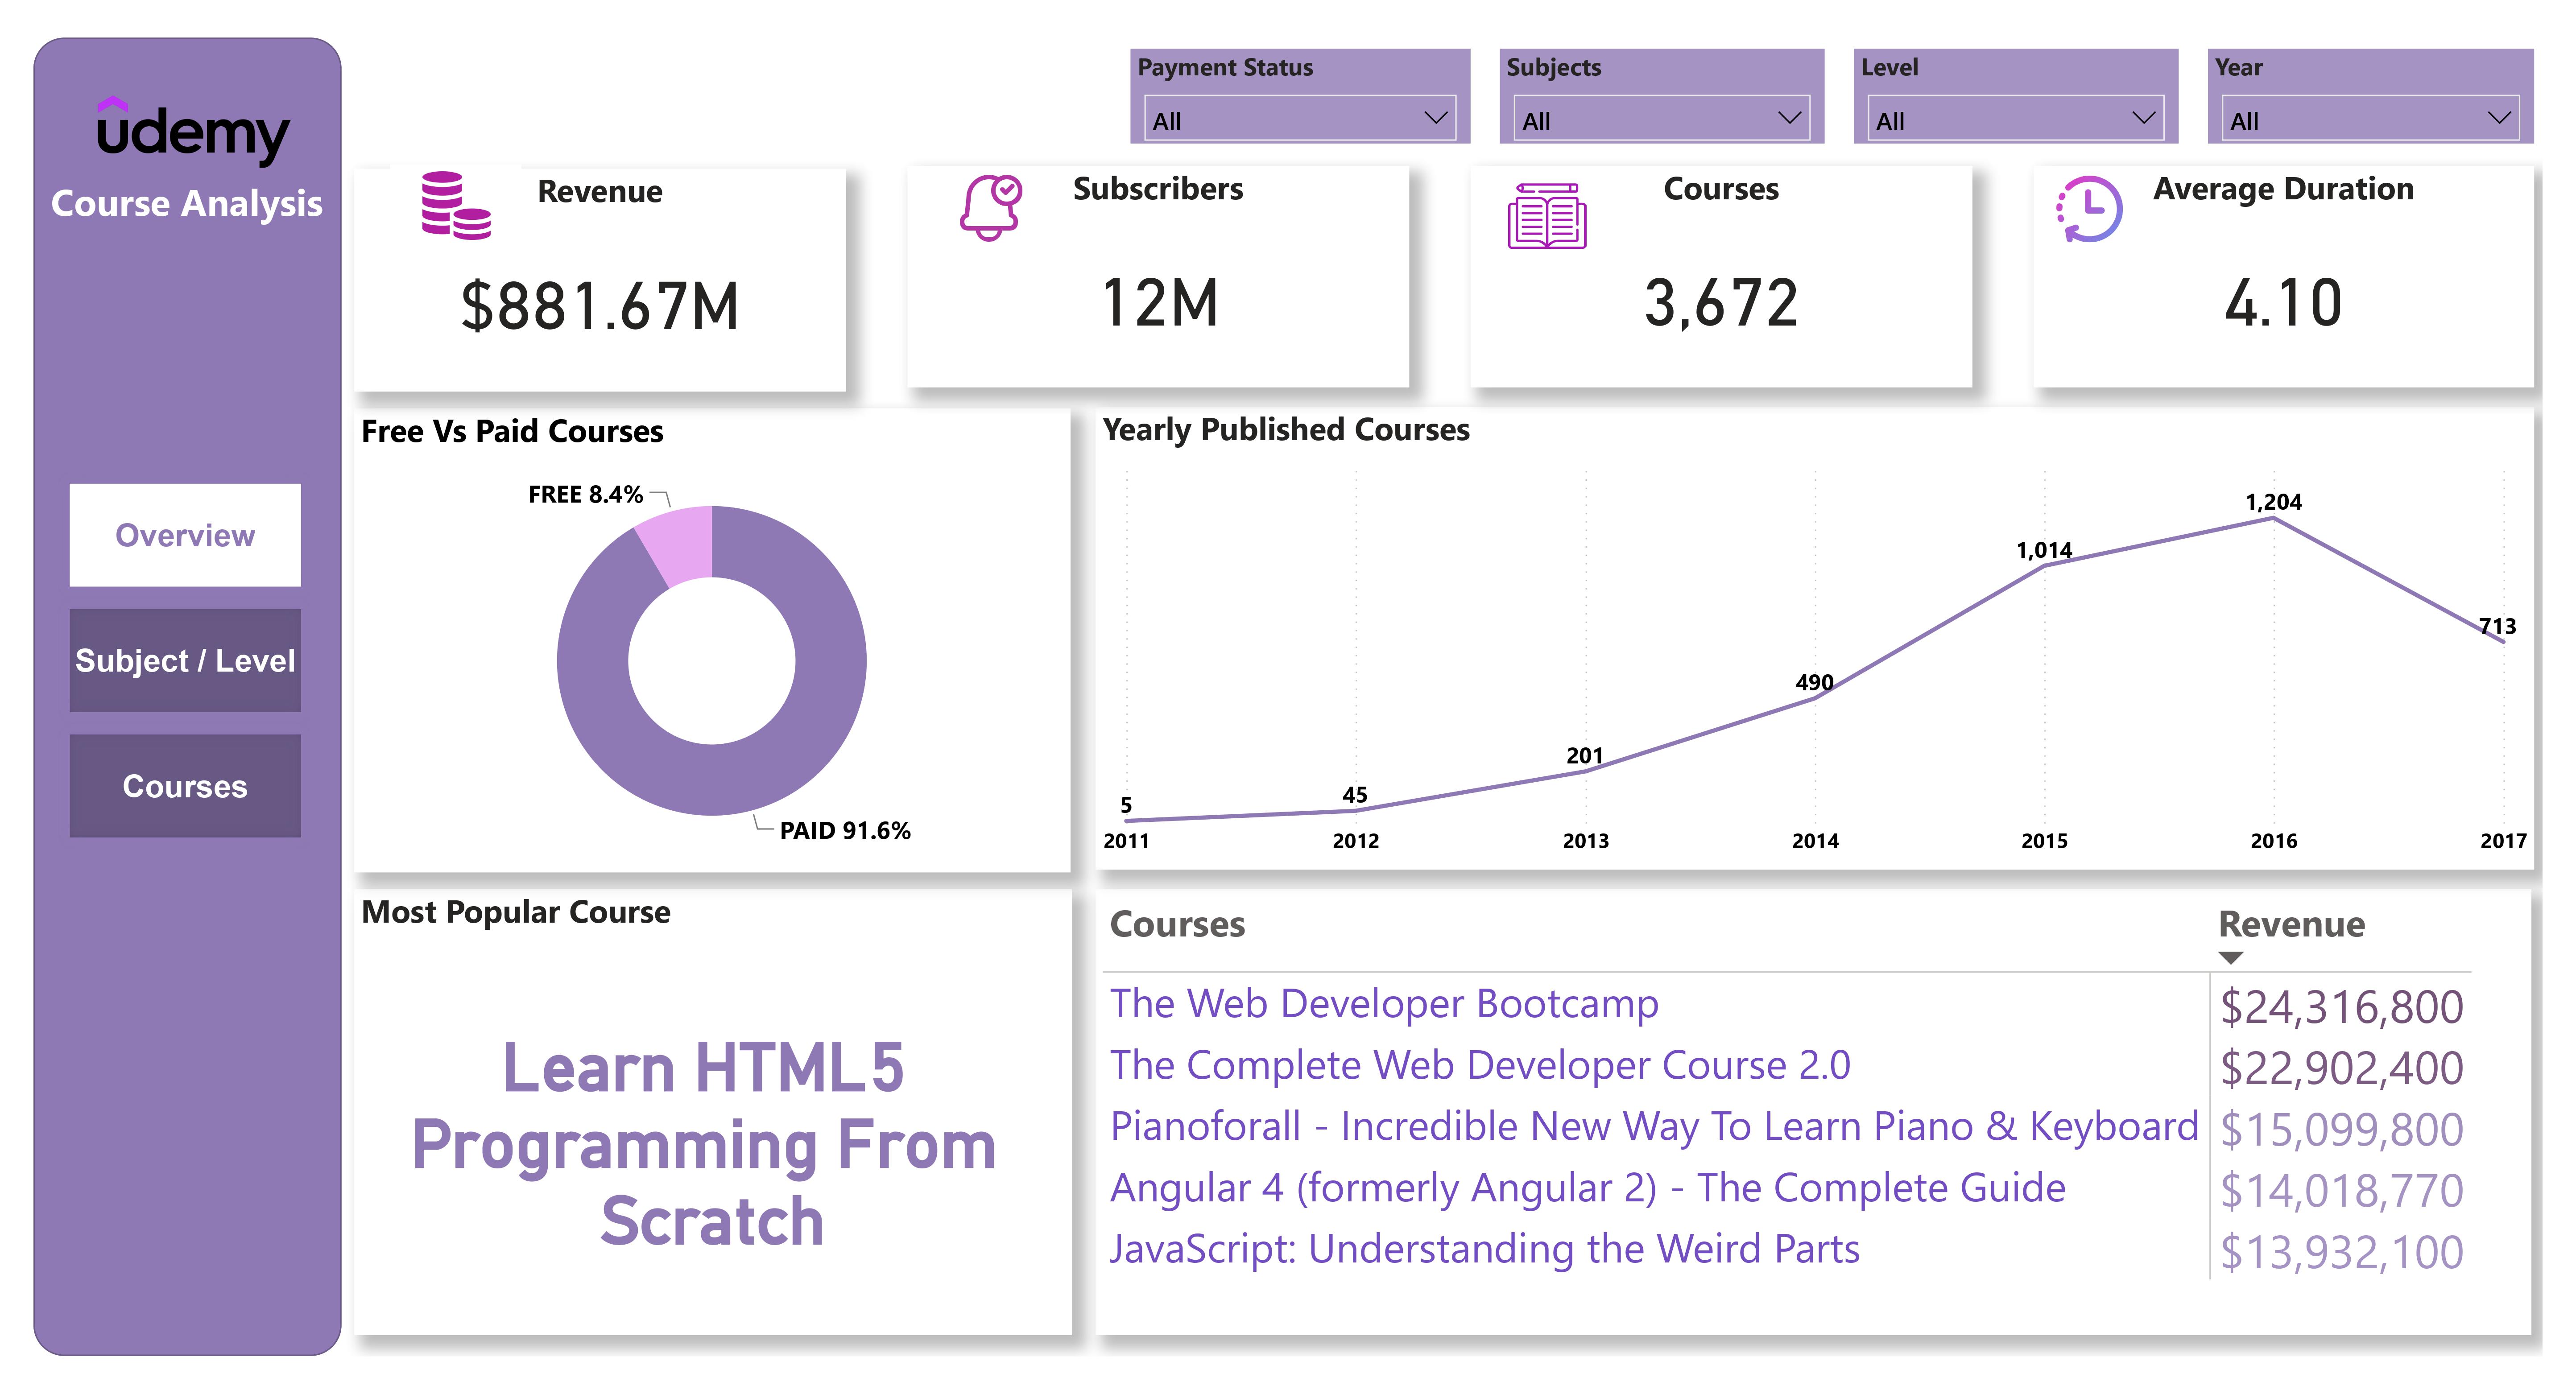 udemy
Course Analysis
Overview
Subject / Level
Courses
Payment Status
All
Subjects
All
Level
All
Year
All
Revenue
$881.67M
Subscribers
12M
Courses
3,672
Average Duration
4.10
Free Vs Paid Courses
FREE 8.4%
PAID 91.6%
Yearly Published Courses
5
45
201
490
1,014
1,204
713
2011
2012
2013
2014
2015
2016
2017
Most Popular Course
Learn HTML5
Programming From
Scratch
Courses Revenue
The Web Developer Bootcamp $24,316,800
The Complete Web Developer Course 2.0 $22,902,400
Pianoforall - Incredible New Way To Learn Piano & Keyboard $15,099,800
Angular 4 (formerly Angular 2) - The Complete Guide $14,018,770
JavaScript: Understanding the Weird Parts $13,932,100